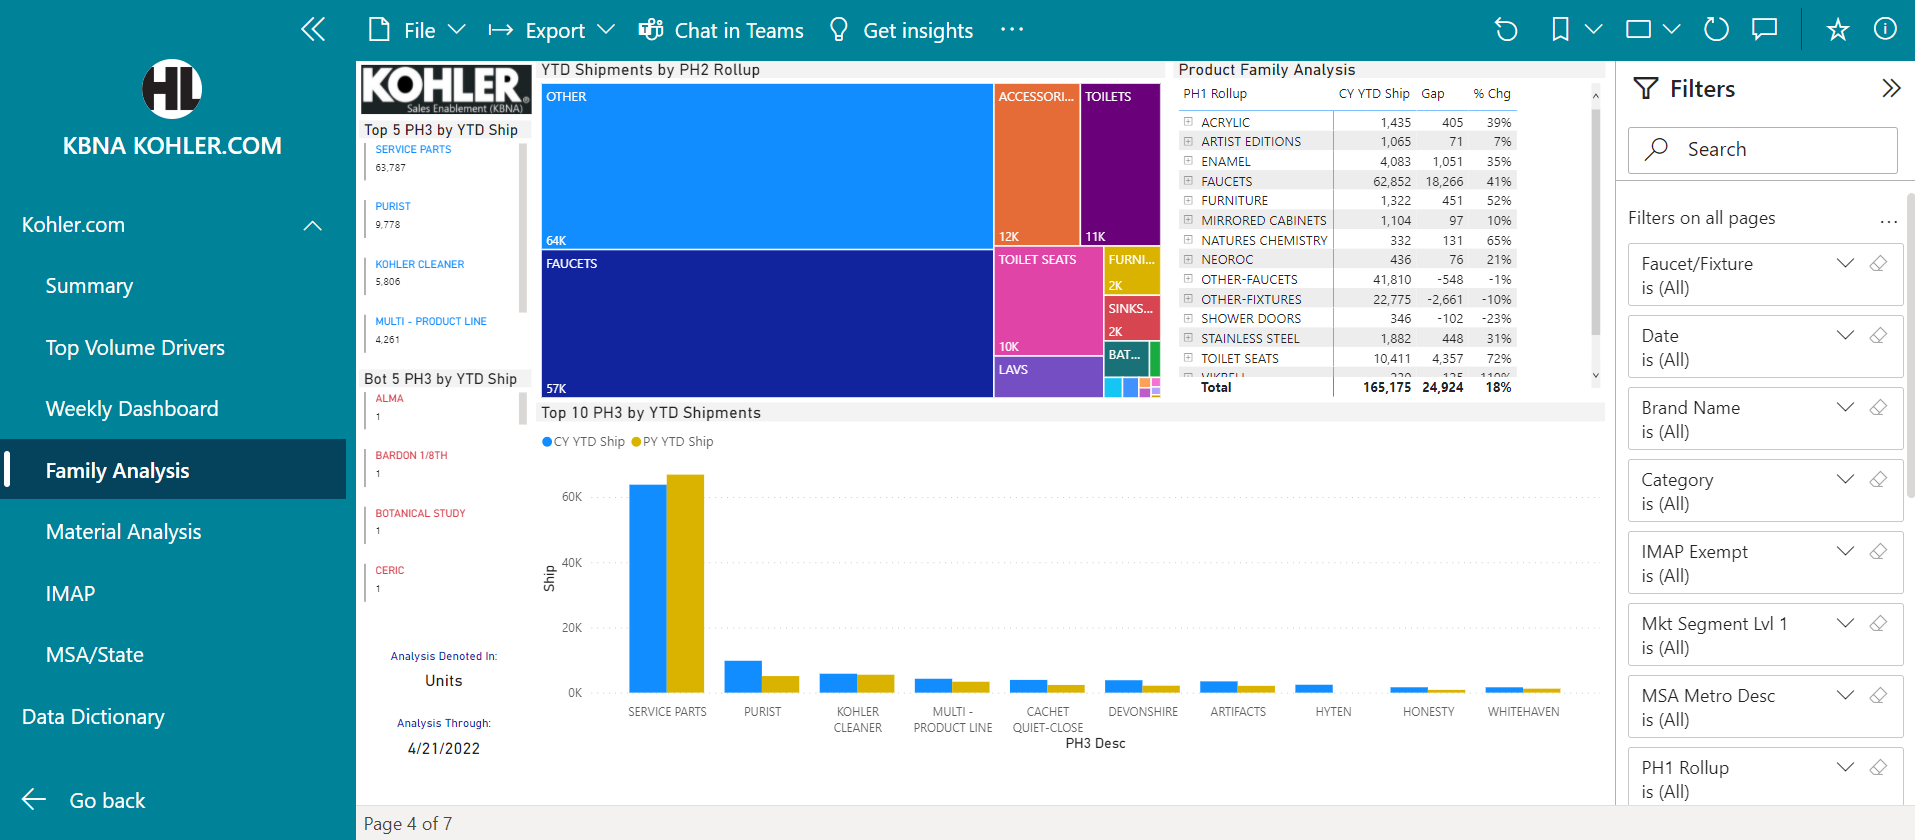 File
Export
Chat in Teams
Get insights
HL
KBNA KOHLER.COM
Kohler.com
Summary
Top Volume Drivers
Weekly Dashboard
Family Analysis
Material Analysis
IMAP
MSA/State
Data Dictionary
Go back
KOHLER.
Sales Enablement (KBNA)
Top 5 PH3 by YTD Ship
SERVICE PARTS
63,787
PURIST
9,778
KOHLER CLEANER
5,806
MULTI - PRODUCT LINE
4,261
Bot 5 PH3 by YTD Ship
ALMA
1
BARDON 1/8TH
1
BOTANICAL STUDY
1
CERIC
1
Analysis Denoted In:
Units
Analysis Through:
4/21/2022
YTD Shipments by PH2 Rollup
OTHER
64K
FAUCETS
57K
ACCESSORI...
12K
TOILETS
11K
TOILET SEATS
10K
LAVS
FURNI...
2K
SINKS...
2K
BAT...
Product Family Analysis
PH1 Rollup CY YTD Ship Gap % Chg
ACRYLIC 1,435 405 39%
ARTIST EDITIONS 1,065 71 7%
ENAMEL 4,083 1,051 35%
FAUCETS 62,852 18,266 41%
FURNITURE 1,322 451 52%
MIRRORED CABINETS 1,104 97 10%
NATURES CHEMISTRY 332 131 65%
NEOROC 436 76 21%
OTHER-FAUCETS 41,810 -548 -1%
OTHER-FIXTURES 22,775 -2,661 -10%
SHOWER DOORS 346 -102 -23%
STAINLESS STEEL 1,882 448 31%
TOILET SEATS 10,411 4,357 72%
Total 165,175 24,924 18%
Top 10 PH3 by YTD Shipments
CY YTD Ship PY YTD Ship
Ship
60K
40K
20K
0K
SERVICE PARTS
PURIST
KOHLER
CLEANER
MULTI -
PRODUCT LINE
CACHET
QUIET-CLOSE
DEVONSHIRE
ARTIFACTS
HYTEN
HONESTY
WHITEHAVEN
PH3 Desc
Page 4 of 7
Filters
Search
Filters on all pages
...
Faucet/Fixture
is (All)
Date
is (All)
Brand Name
is (All)
Category
is (All)
IMAP Exempt
is (All)
Mkt Segment Lvl 1
is (All)
MSA Metro Desc
is (All)
PH1 Rollup
is (All)